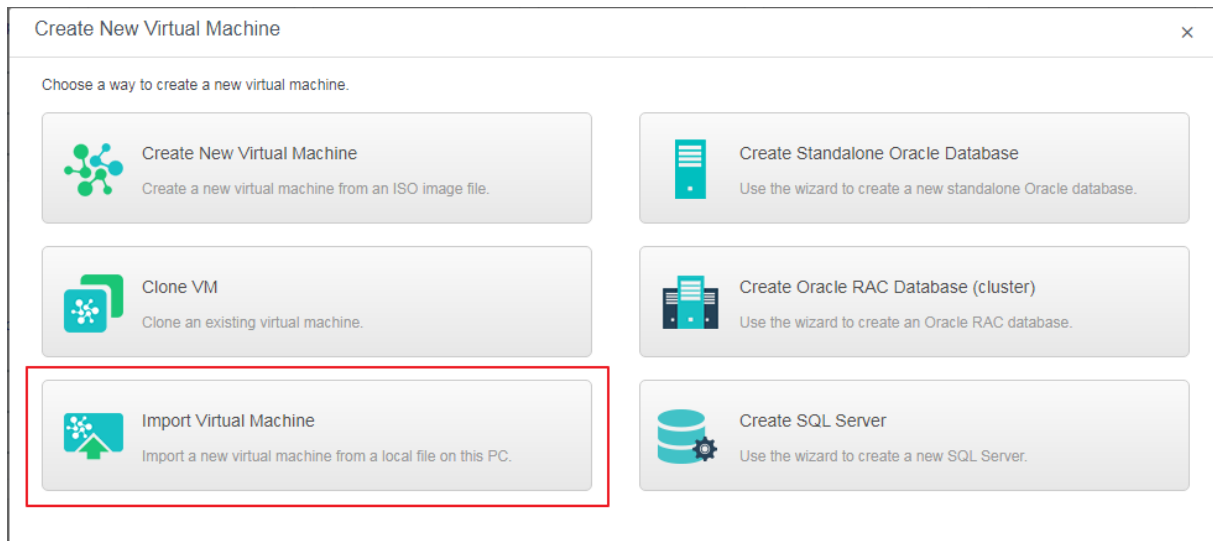 Create New Virtual Machine
Choose a way to create a new virtual machine.
Create New Virtual Machine
Create a new virtual machine from an ISO image file.
Create Standalone Oracle Database
Use the wizard to create a new standalone Oracle database.
Clone VM
Clone an existing virtual machine.
Create Oracle RAC Database (cluster)
Use the wizard to create an Oracle RAC database.
Import Virtual Machine
Import a new virtual machine from a local file on this PC.
Create SQL Server
Use the wizard to create a new SQL Server.